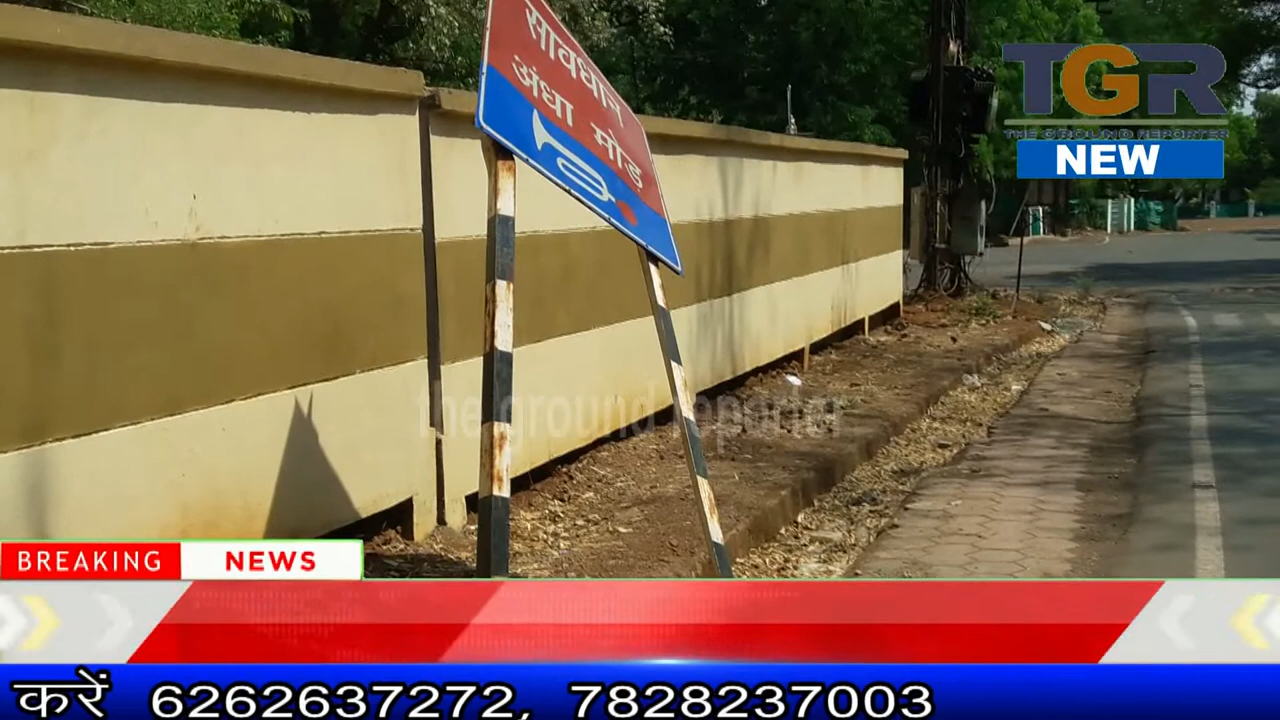 सावधान
अंधा मोड़
TGR
THE GROUND REPORTER
NEW
the ground reporter
BREAKING NEWS
करें 6262637272, 7828237003